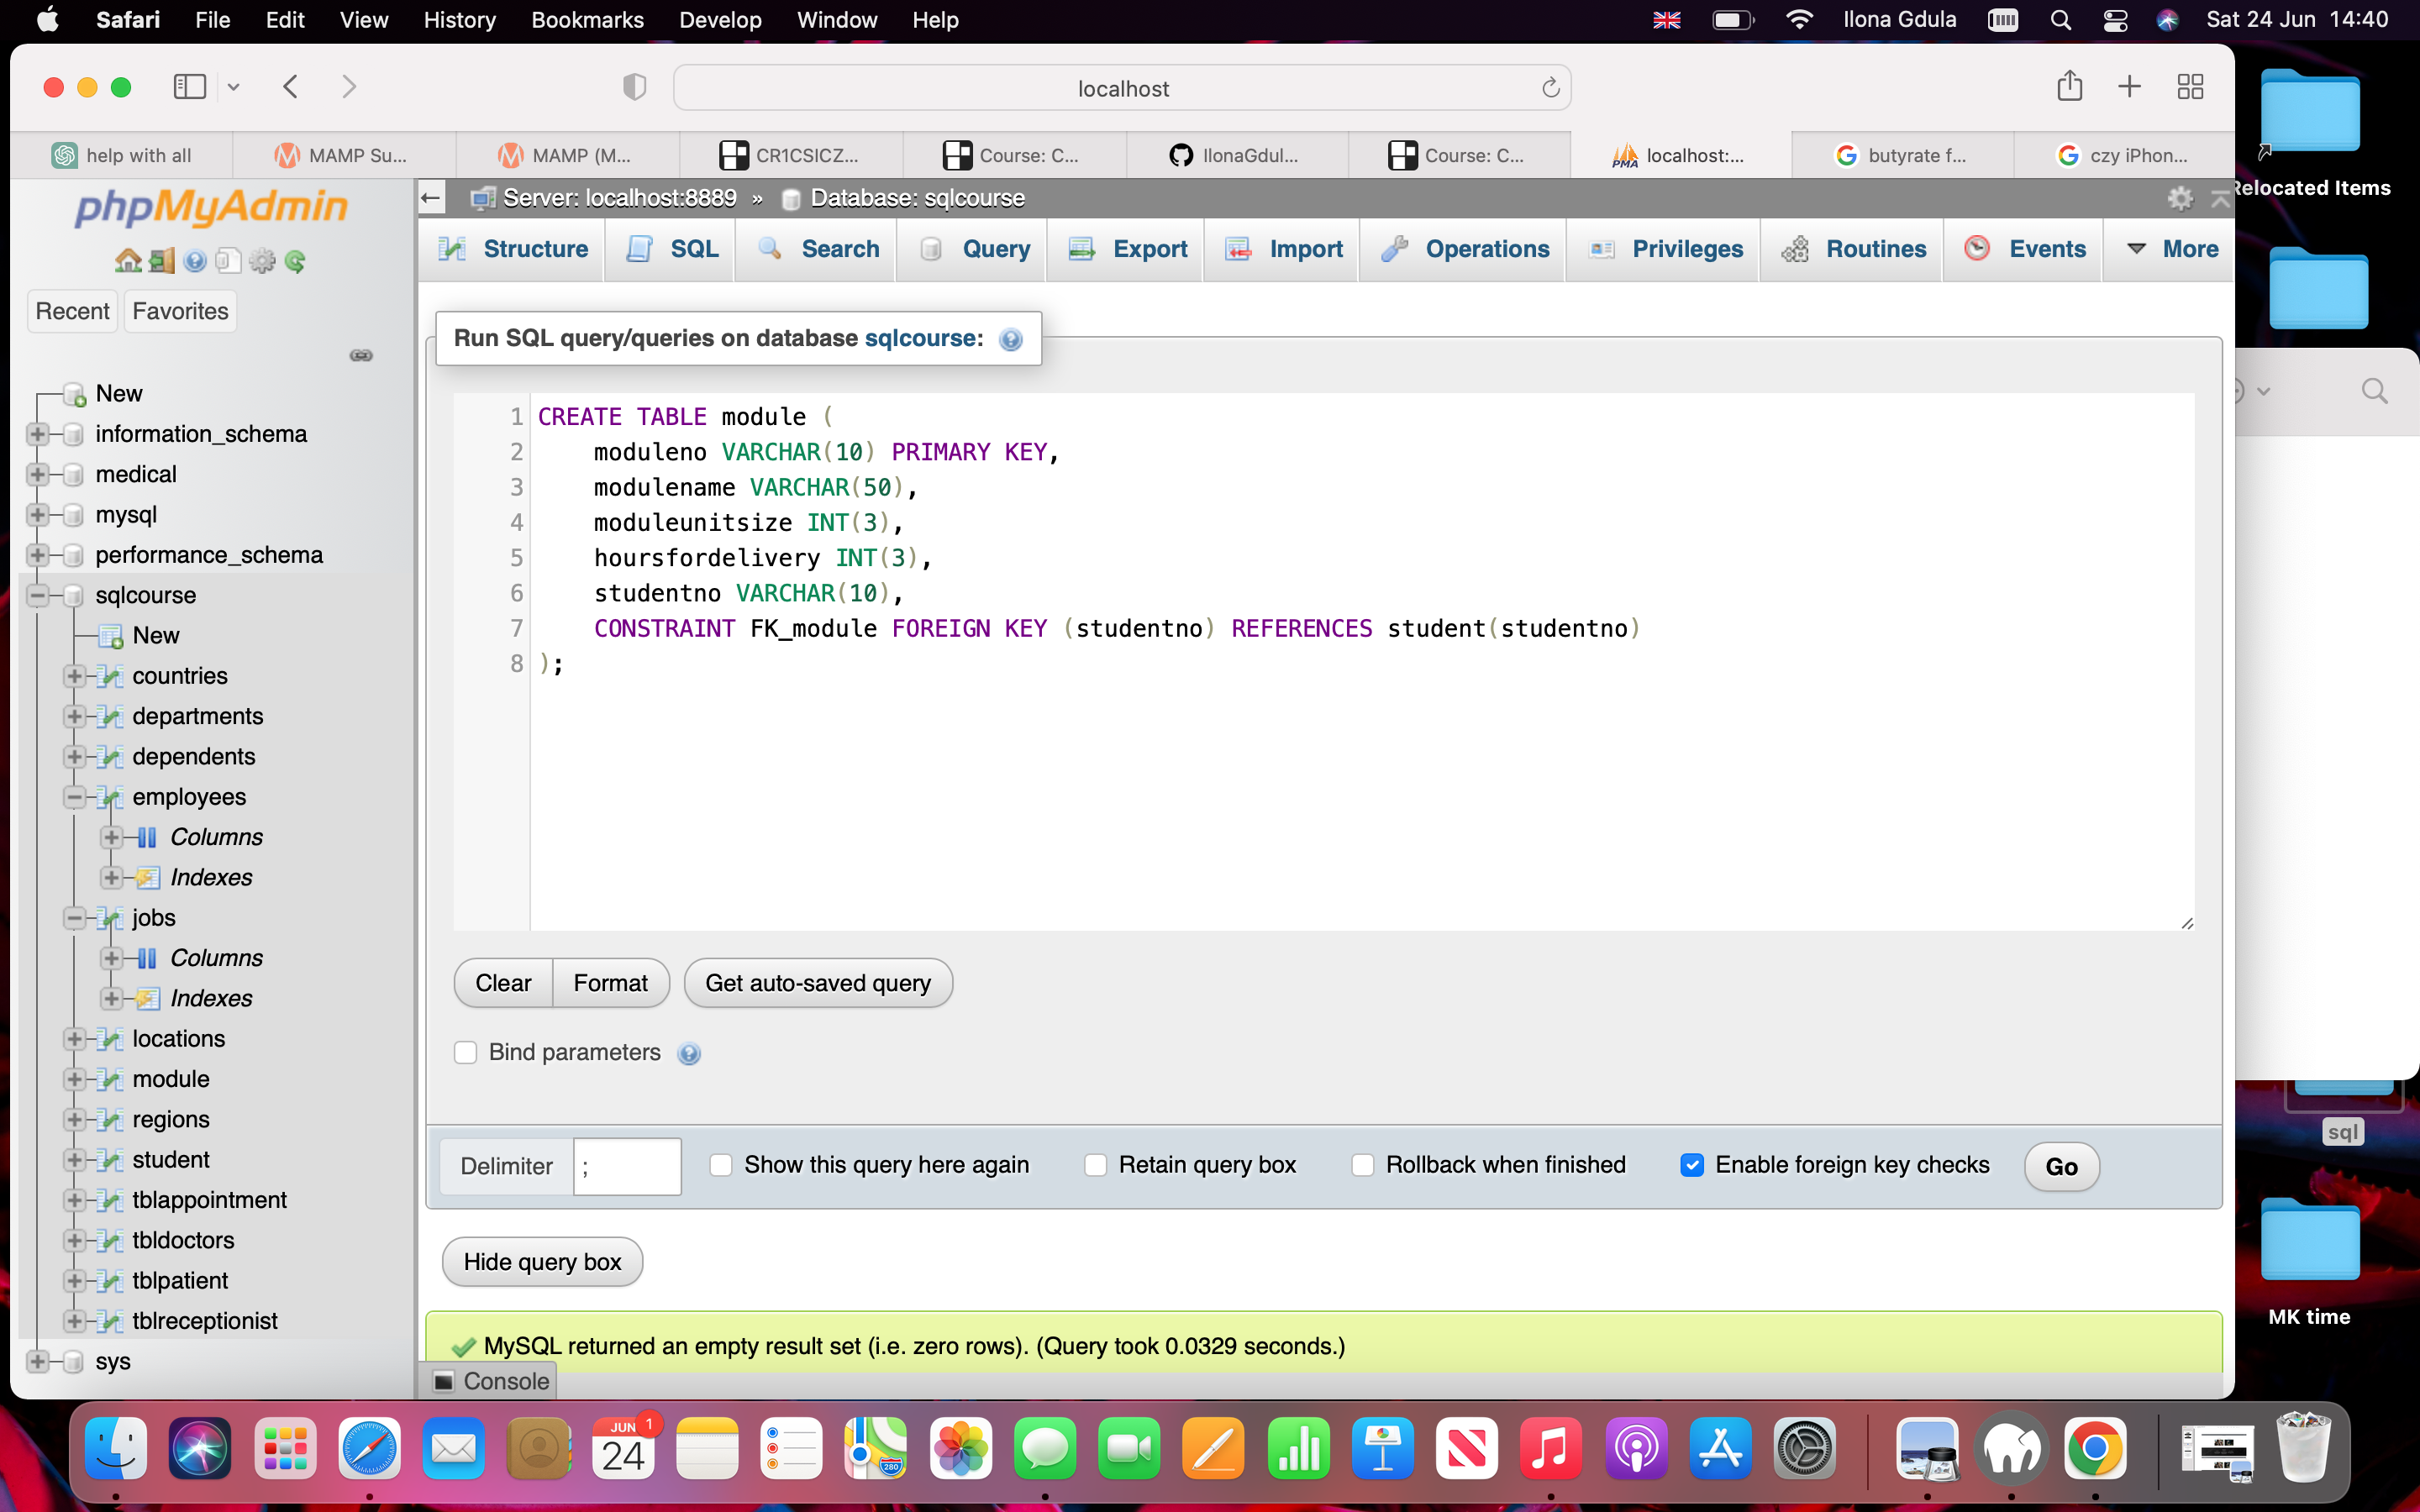 Safari File Edit View History Bookmarks Develop Window Help Ilona Gdula Sat 24 Jun 14:40
localhost
help with all MAMP Su... MAMP (M... CR1CSICZ... Course: C... IlonaGdul... Course: C... PMA localhost:... butyrate f... czy iPhon...
phpMyAdmin
Server: localhost:8889 » Database: sqlcourse
Structure SQL Search Query Export Import Operations Privileges Routines Events More
Recent Favorites
New
information_schema
medical
mysql
performance_schema
sqlcourse
New
countries
departments
dependents
employees
Columns
Indexes
jobs
Columns
Indexes
locations
module
regions
student
tblappointment
tbldoctors
tblpatient
tblreceptionist
sys
Run SQL query/queries on database sqlcourse:
1 CREATE TABLE module (
2 moduleno VARCHAR(10) PRIMARY KEY,
3 modulename VARCHAR(50),
4 moduleunitsize INT(3),
5 hoursfordelivery INT(3),
6 studentno VARCHAR(10),
7 CONSTRAINT FK_module FOREIGN KEY (studentno) REFERENCES student(studentno)
8 );
Clear Format Get auto-saved query
Bind parameters
Delimiter ; Show this query here again Retain query box Rollback when finished Enable foreign key checks Go
Hide query box
MySQL returned an empty result set (i.e. zero rows). (Query took 0.0329 seconds.)
Console
Relocated Items
sql
MK time
JUN 1
24
280